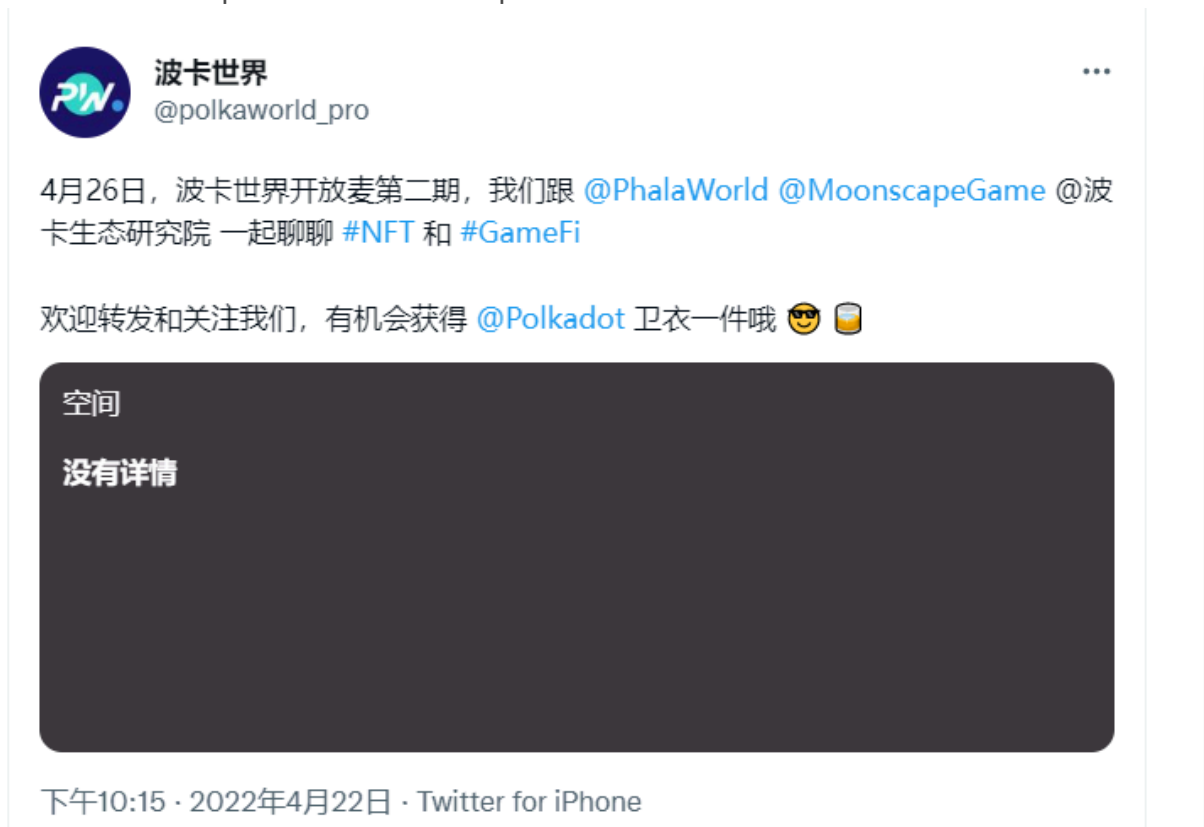 波卡世界
@polkaworld_pro
4月26日，波卡世界开放麦第二期，我们跟 @PhalaWorld @MoonscapeGame @波
卡生态研究院 一起聊聊 #NFT 和 #GameFi
欢迎转发和关注我们，有机会获得 @Polkadot 卫衣一件哦 😎 🥃
空间
没有详情
下午10:15 · 2022年4月22日 · Twitter for iPhone